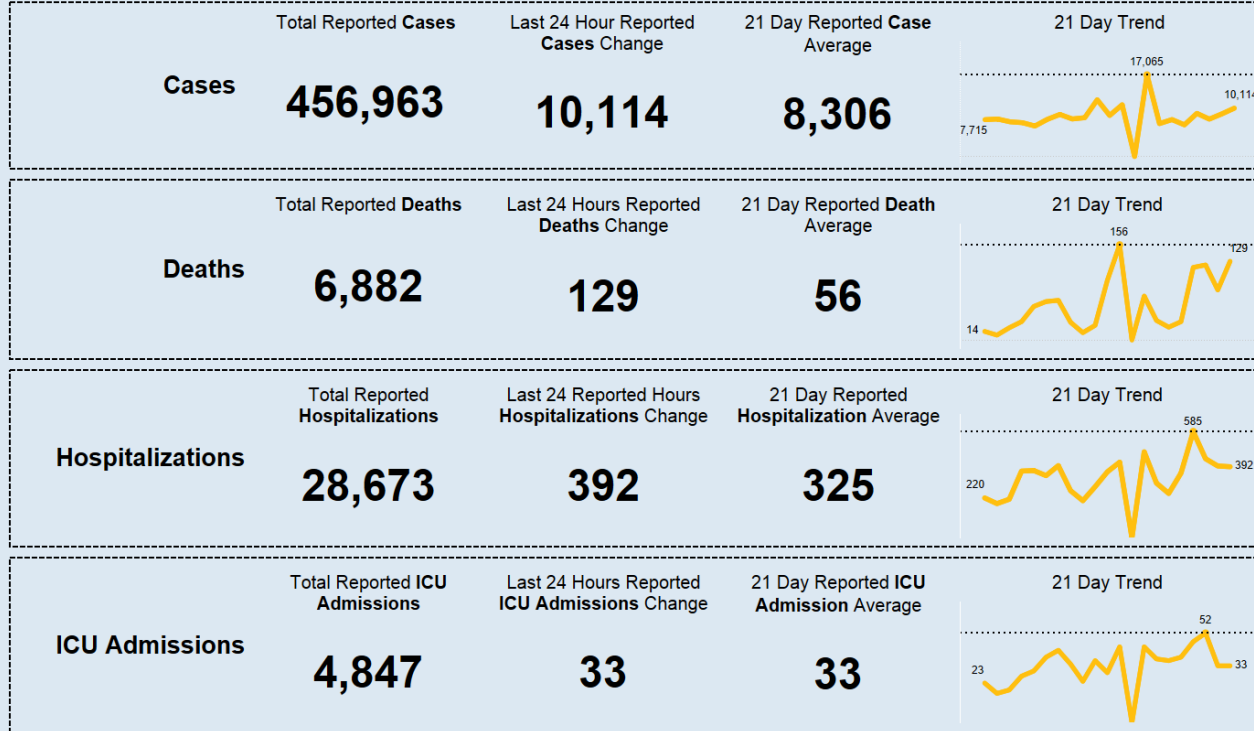 Cases
Total Reported Cases
456,963
Last 24 Hour Reported
Cases Change
10,114
21 Day Reported Case
Average
8,306
21 Day Trend
17,065
10,114
7,715
Deaths
Total Reported Deaths
6,882
Last 24 Hours Reported
Deaths Change
129
21 Day Reported Death
Average
56
21 Day Trend
156
129
14
Hospitalizations
Total Reported
Hospitalizations
28,673
Last 24 Reported Hours
Hospitalizations Change
392
21 Day Reported
Hospitalization Average
325
21 Day Trend
585
392
220
ICU Admissions
Total Reported ICU
Admissions
4,847
Last 24 Hours Reported
ICU Admissions Change
33
21 Day Reported ICU
Admission Average
33
21 Day Trend
52
33
23